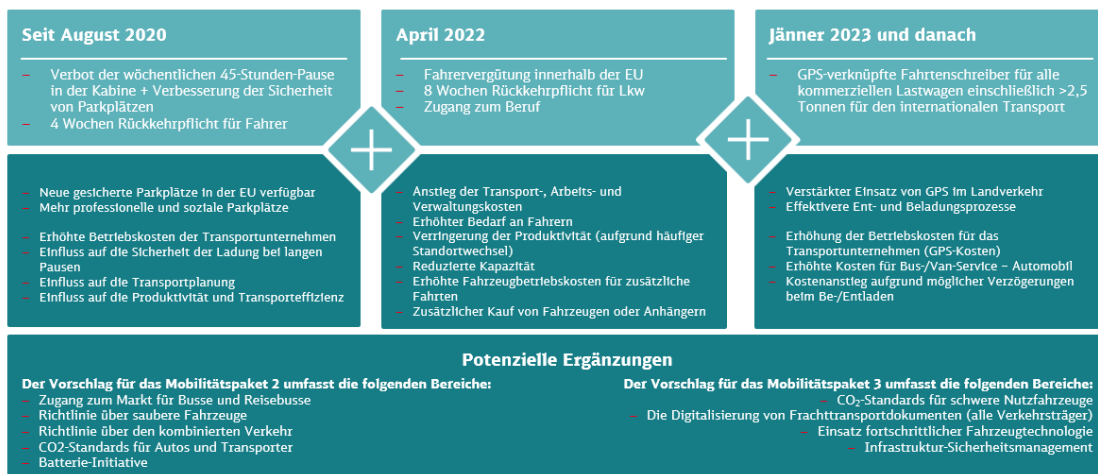 Seit August 2020
– Verbot der wöchentlichen 45-Stunden-Pause
in der Kabine + Verbesserung der Sicherheit
von Parkplätzen
– 4 Wochen Rückkehrpflicht für Fahrer
April 2022
– Fahrervergütung innerhalb der EU
– 8 Wochen Rückkehrpflicht für Lkw
– Zugang zum Beruf
Jänner 2023 und danach
– GPS-verknüpfte Fahrtenschreiber für alle
kommerziellen Lastwagen einschließlich >2,5
Tonnen für den internationalen Transport
– Neue gesicherte Parkplätze in der EU verfügbar
– Mehr professionelle und soziale Parkplätze
– Erhöhte Betriebskosten der Transportunternehmen
– Einfluss auf die Sicherheit der Ladung bei langen
Pausen
– Einfluss auf die Transportplanung
– Einfluss auf die Produktivität und Transporteffizienz
– Anstieg der Transport-, Arbeits- und
Verwaltungskosten
– Erhöhter Bedarf an Fahrern
– Verringerung der Produktivität (aufgrund häufiger
Standortwechsel)
– Reduzierte Kapazität
– Erhöhte Fahrzeugbetriebskosten für zusätzliche
Fahrten
– Zusätzlicher Kauf von Fahrzeugen oder Anhängern
– Verstärkter Einsatz von GPS im Landverkehr
– Effektivere Ent- und Beladungsprozesse
– Erhöhung der Betriebskosten für das
Transportunternehmen (GPS-Kosten)
– Erhöhte Kosten für Bus-/Van-Service – Automobil
– Kostenanstieg aufgrund möglicher Verzögerungen
beim Be-/Entladen
Potenzielle Ergänzungen
Der Vorschlag für das Mobilitätspaket 2 umfasst die folgenden Bereiche:
– Zugang zum Markt für Busse und Reisebusse
– Richtlinie über saubere Fahrzeuge
– Richtlinie über den kombinierten Verkehr
– CO2-Standards für Autos und Transporter
– Batterie-Initiative
Der Vorschlag für das Mobilitätspaket 3 umfasst die folgenden Bereiche:
– CO₂-Standards für schwere Nutzfahrzeuge
– Die Digitalisierung von Frachttransportdokumenten (alle Verkehrsträger)
– Einsatz fortschrittlicher Fahrzeugtechnologie
– Infrastruktur-Sicherheitsmanagement